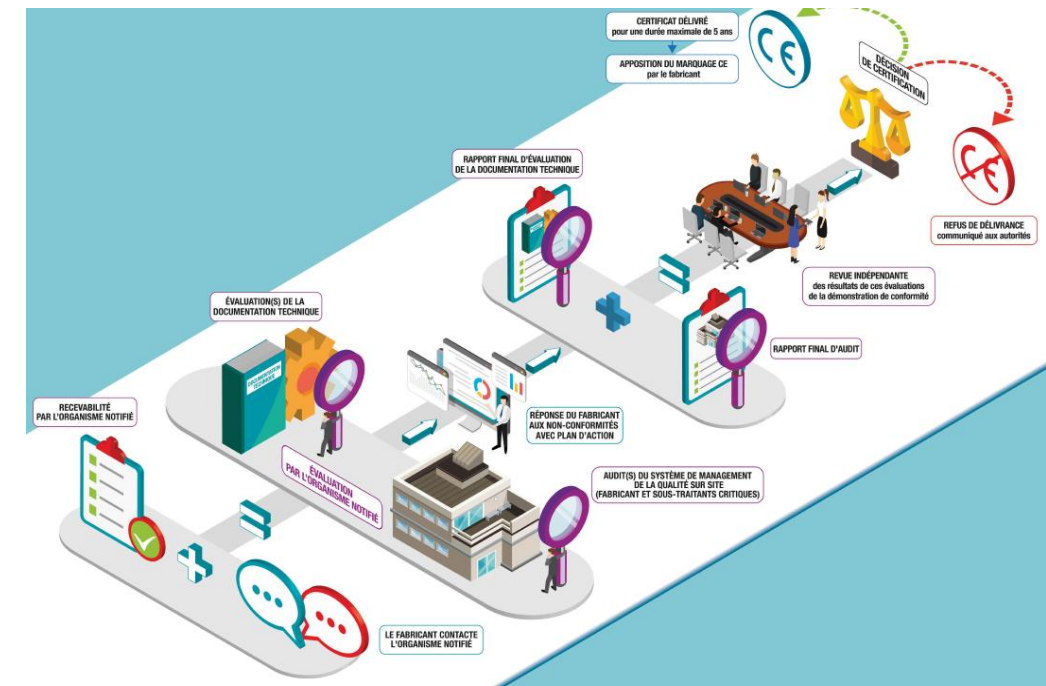 CERTIFICAT DÉLIVRÉ
pour une durée maximale de 5 ans
APPOSITION DU MARQUAGE CE
par le fabricant
CE
DÉCISION
DE CERTIFICATION
CE
REFUS DE DÉLIVRANCE
communiqué aux autorités
RAPPORT FINAL D'ÉVALUATION
DE LA DOCUMENTATION TECHNIQUE
REVUE INDÉPENDANTE
des résultats de ces évaluations
de la démonstration de conformité
RAPPORT FINAL D'AUDIT
ÉVALUATION(S) DE LA
DOCUMENTATION TECHNIQUE
DOCUMENTATION
TECHNIQUE
RÉPONSE DU FABRICANT
AUX NON-CONFORMITÉS
AVEC PLAN D'ACTION
RECEVABILITÉ
PAR L'ORGANISME NOTIFIÉ
ÉVALUATION
PAR L'ORGANISME NOTIFIÉ
AUDIT(S) DU SYSTÈME DE MANAGEMENT
DE LA QUALITÉ SUR SITE
(FABRICANT ET SOUS-TRAITANTS CRITIQUES)
LE FABRICANT CONTACTE
L'ORGANISME NOTIFIÉ